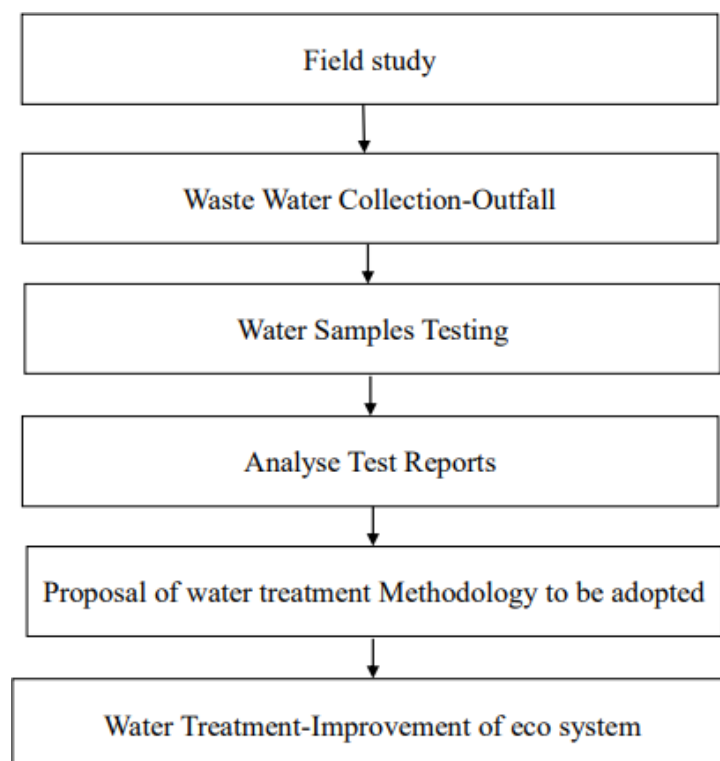 Field study
Waste Water Collection-Outfall
Water Samples Testing
Analyse Test Reports
Proposal of water treatment Methodology to be adopted
Water Treatment-Improvement of eco system